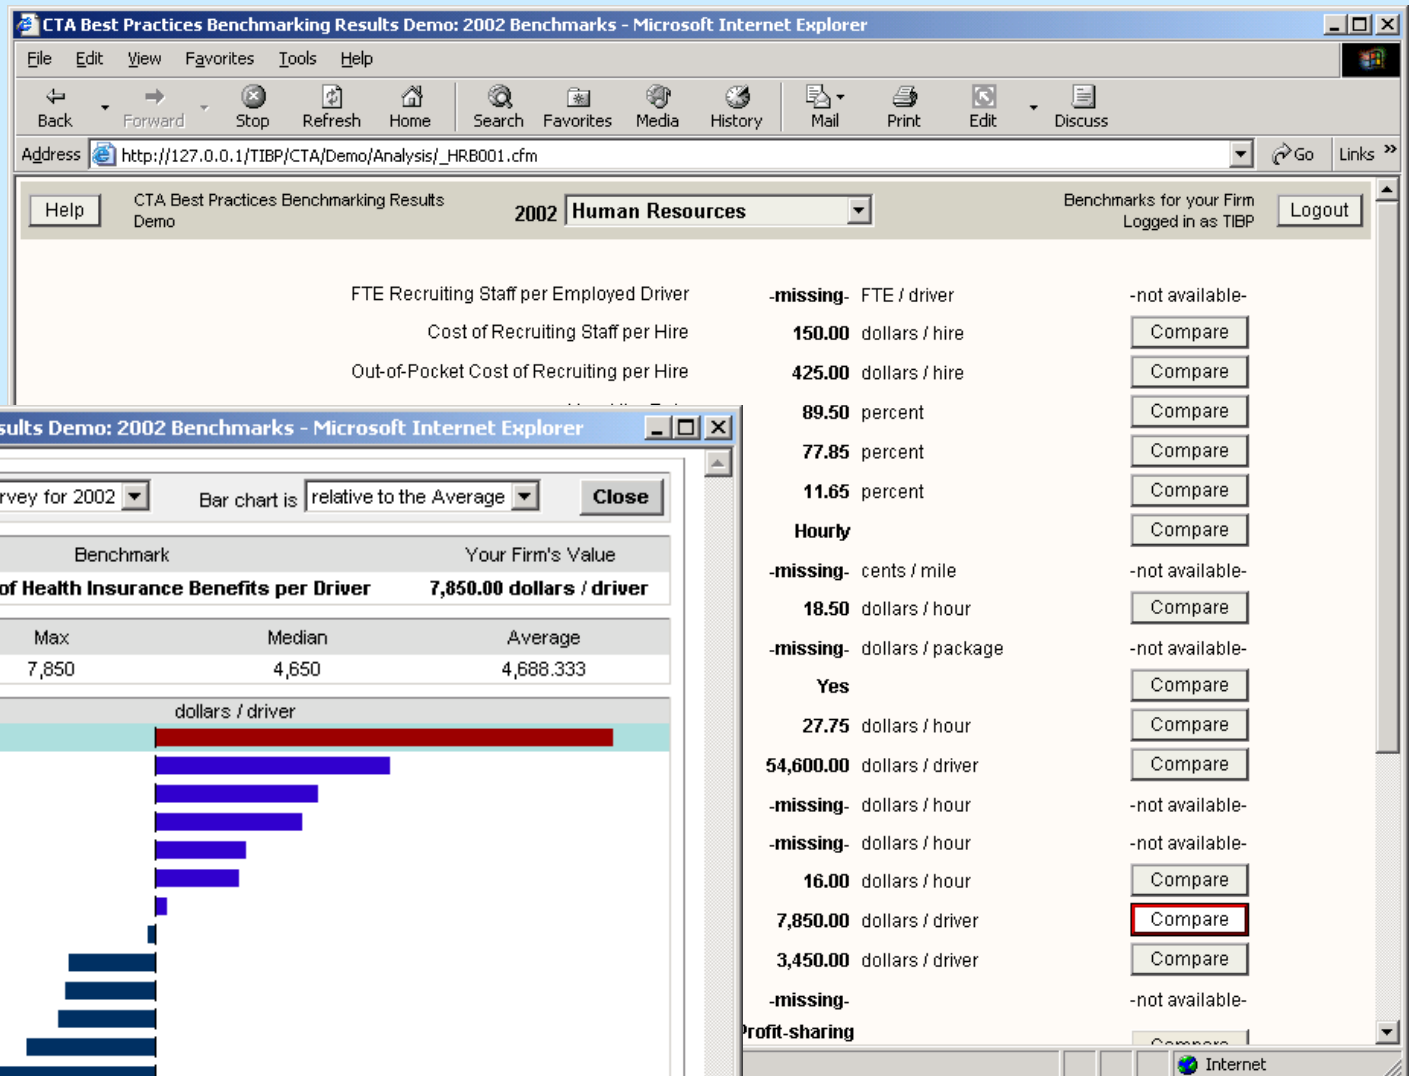 CTA Best Practices Benchmarking Results Demo: 2002 Benchmarks - Microsoft Internet Explorer
File Edit View Favorites Tools Help
Back Forward Stop Refresh Home Search Favorites Media History Mail Print Edit Discuss
Address http://127.0.0.1/TIBP/CTA/Demo/Analysis/_HRB001.cfm Go Links »
Help CTA Best Practices Benchmarking Results Demo 2002 Human Resources Benchmarks for your Firm Logged in as TIBP Logout
FTE Recruiting Staff per Employed Driver -missing- FTE / driver -not available-
Cost of Recruiting Staff per Hire 150.00 dollars / hire Compare
Out-of-Pocket Cost of Recruiting per Hire 425.00 dollars / hire Compare
89.50 percent Compare
77.85 percent Compare
11.65 percent Compare
Hourly Compare
-missing- cents / mile -not available-
18.50 dollars / hour Compare
-missing- dollars / package -not available-
Yes Compare
27.75 dollars / hour Compare
54,600.00 dollars / driver Compare
-missing- dollars / hour -not available-
-missing- dollars / hour -not available-
16.00 dollars / hour Compare
7,850.00 dollars / driver Compare
3,450.00 dollars / driver Compare
-missing- -not available-
Profit-sharing Compare
Internet
sults Demo: 2002 Benchmarks - Microsoft Internet Explorer
rvey for 2002 Bar chart is relative to the Average Close
Benchmark Your Firm's Value
of Health Insurance Benefits per Driver 7,850.00 dollars / driver
Max Median Average
7,850 4,650 4,688.333
dollars / driver